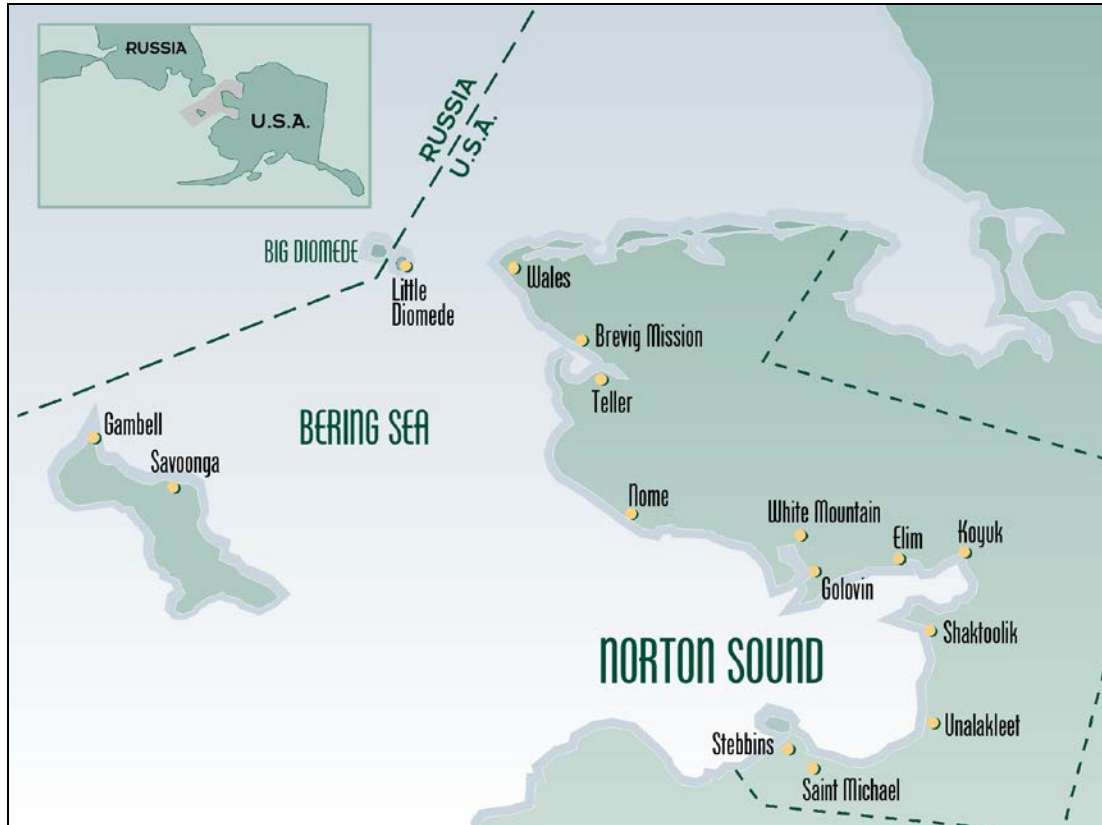 RUSSIA
U.S.A.
RUSSIA
U.S.A.
BIG DIOMEDE
Little
Diomede
Wales
Brevig Mission
Teller
Gambell
BERING SEA
Savoonga
Nome
White Mountain
Elim
Koyuk
Golovin
Shaktoolik
NORTON SOUND
Unalakleet
Stebbins
Saint Michael